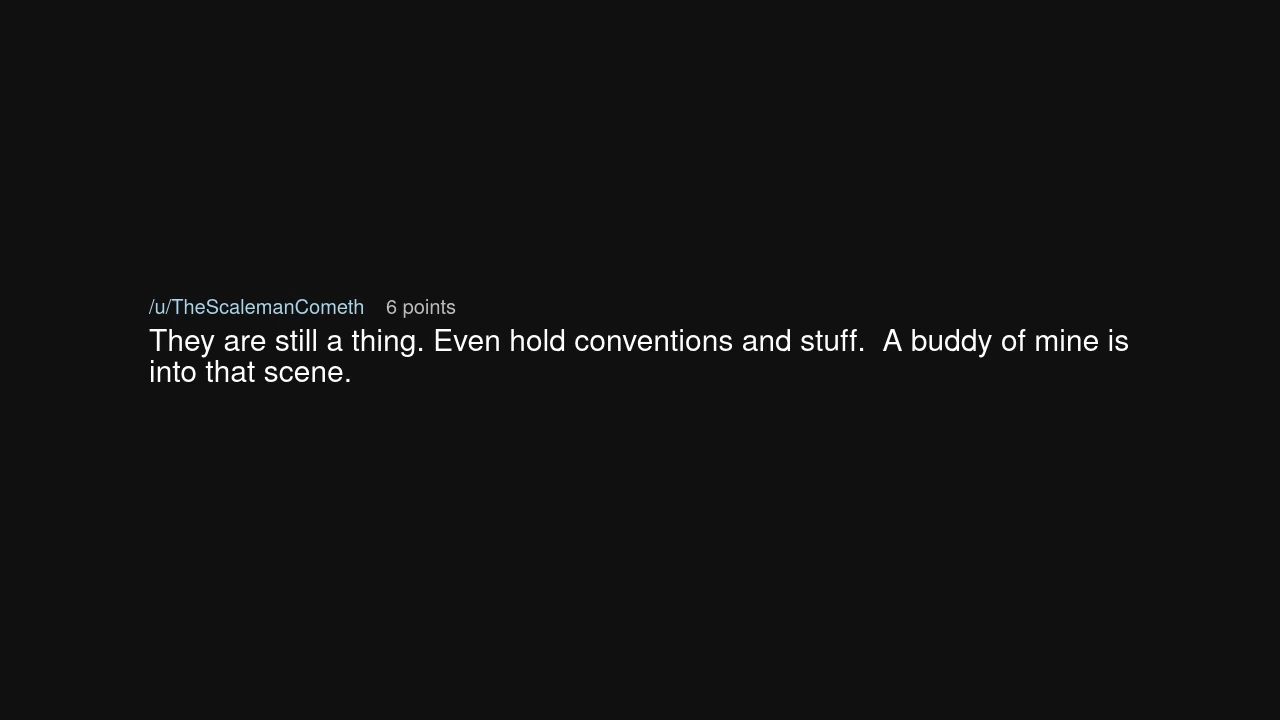 /u/TheScalemanCometh 6 points
They are still a thing. Even hold conventions and stuff.  A buddy of mine is
into that scene.